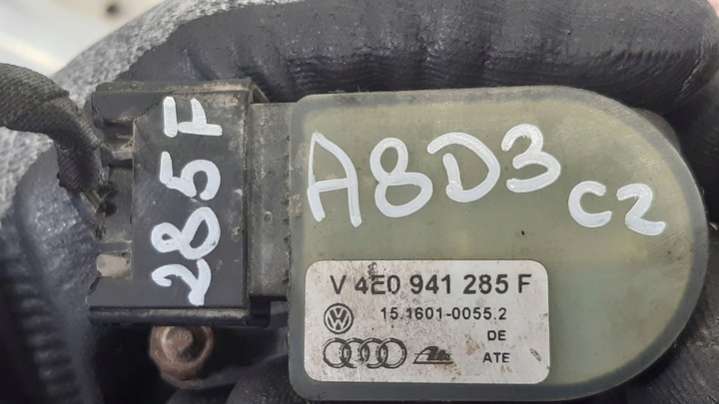 285F
A8D3
C2
V 4E0 941 285 F
15.1601-0055.2
DE
ATE